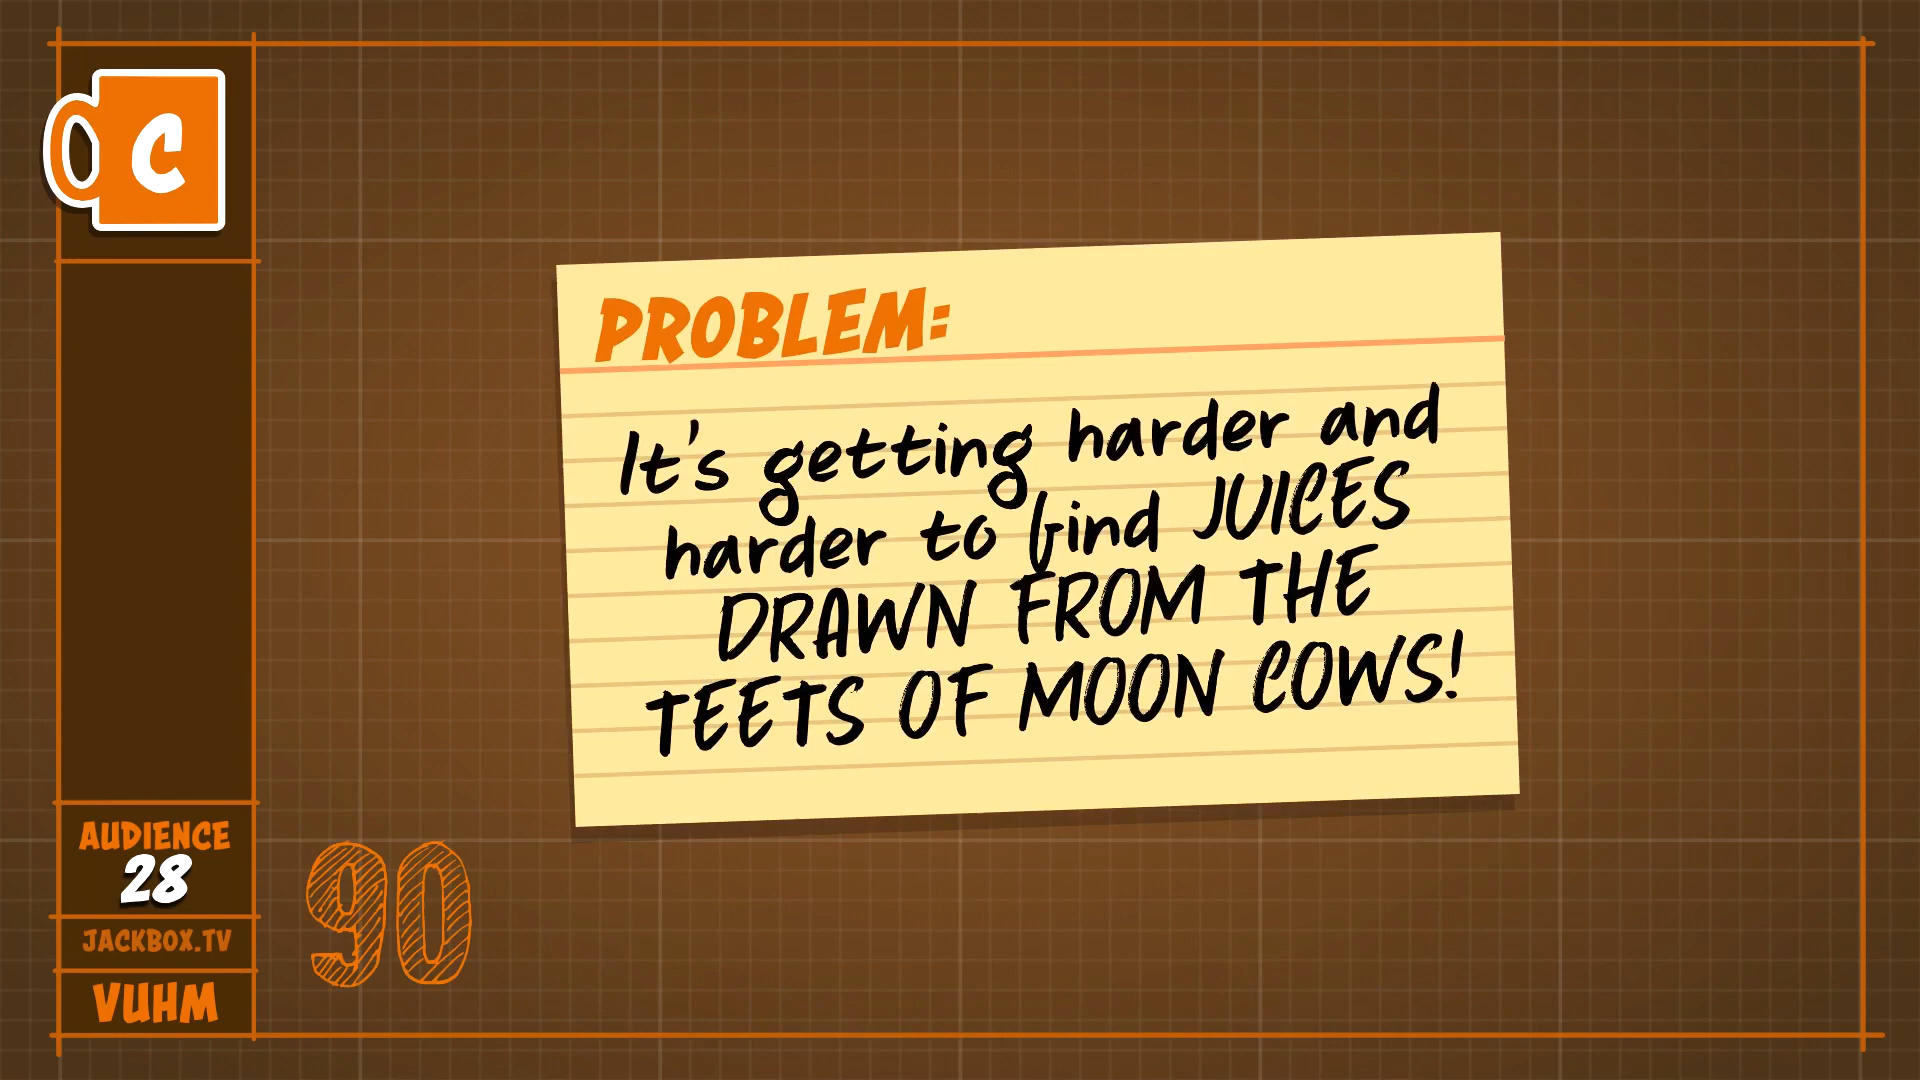 C
PROBLEM:
It's getting harder and
harder to find JUICES
DRAWN FROM THE
TEETS OF MOON COWS!
AUDIENCE
28
JACKBOX.TV
VUHM
90